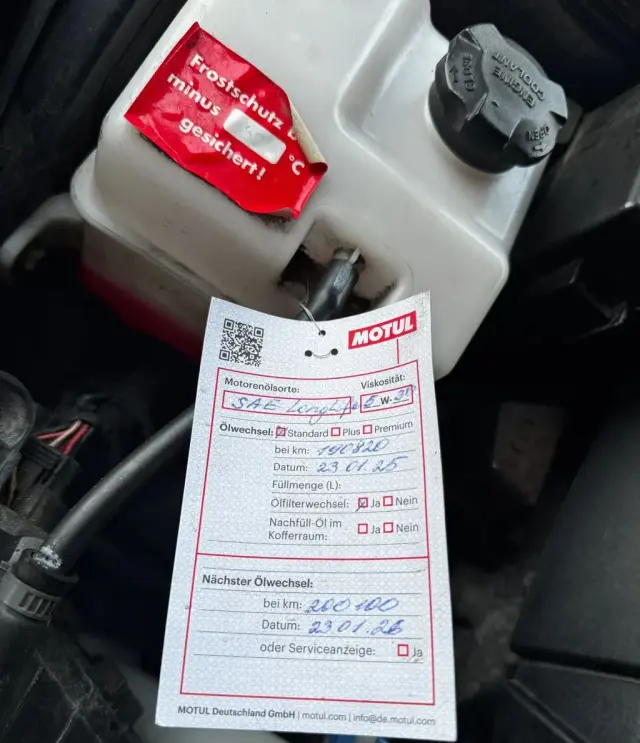 Frostschutz b
minus °C
gesichert!
ENGINE
COOLANT
OPEN
MOTUL
Motorenölsorte: Viskosität:
SAE Longlife 5 W- 30
Ölwechsel: Standard Plus Premium
bei km: 190820
Datum: 23 01. 25
Füllmenge (L):
Ölfilterwechsel: Ja Nein
Nachfüll-Öl im
Kofferraum: Ja Nein
Nächster Ölwechsel:
bei km: 200100
Datum: 23 01. 26
oder Serviceanzeige: Ja
MOTUL Deutschland GmbH | motul.com | info@de.motul.com